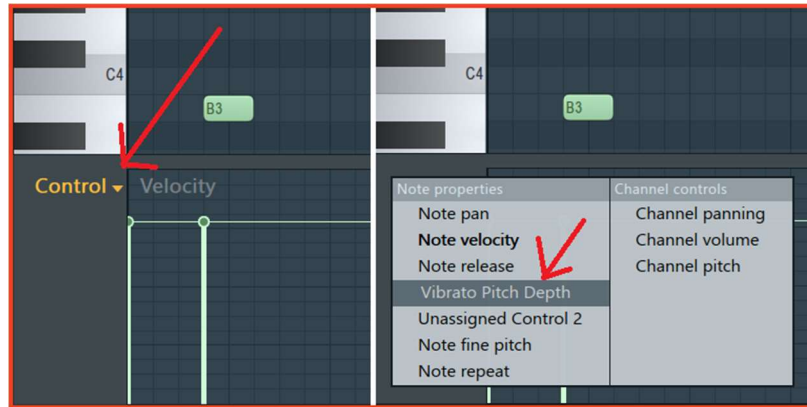 C4
B3
Control Velocity
C4
B3
Note properties
Note pan
Note velocity
Note release
Vibrato Pitch Depth
Unassigned Control 2
Note fine pitch
Note repeat
Channel controls
Channel panning
Channel volume
Channel pitch